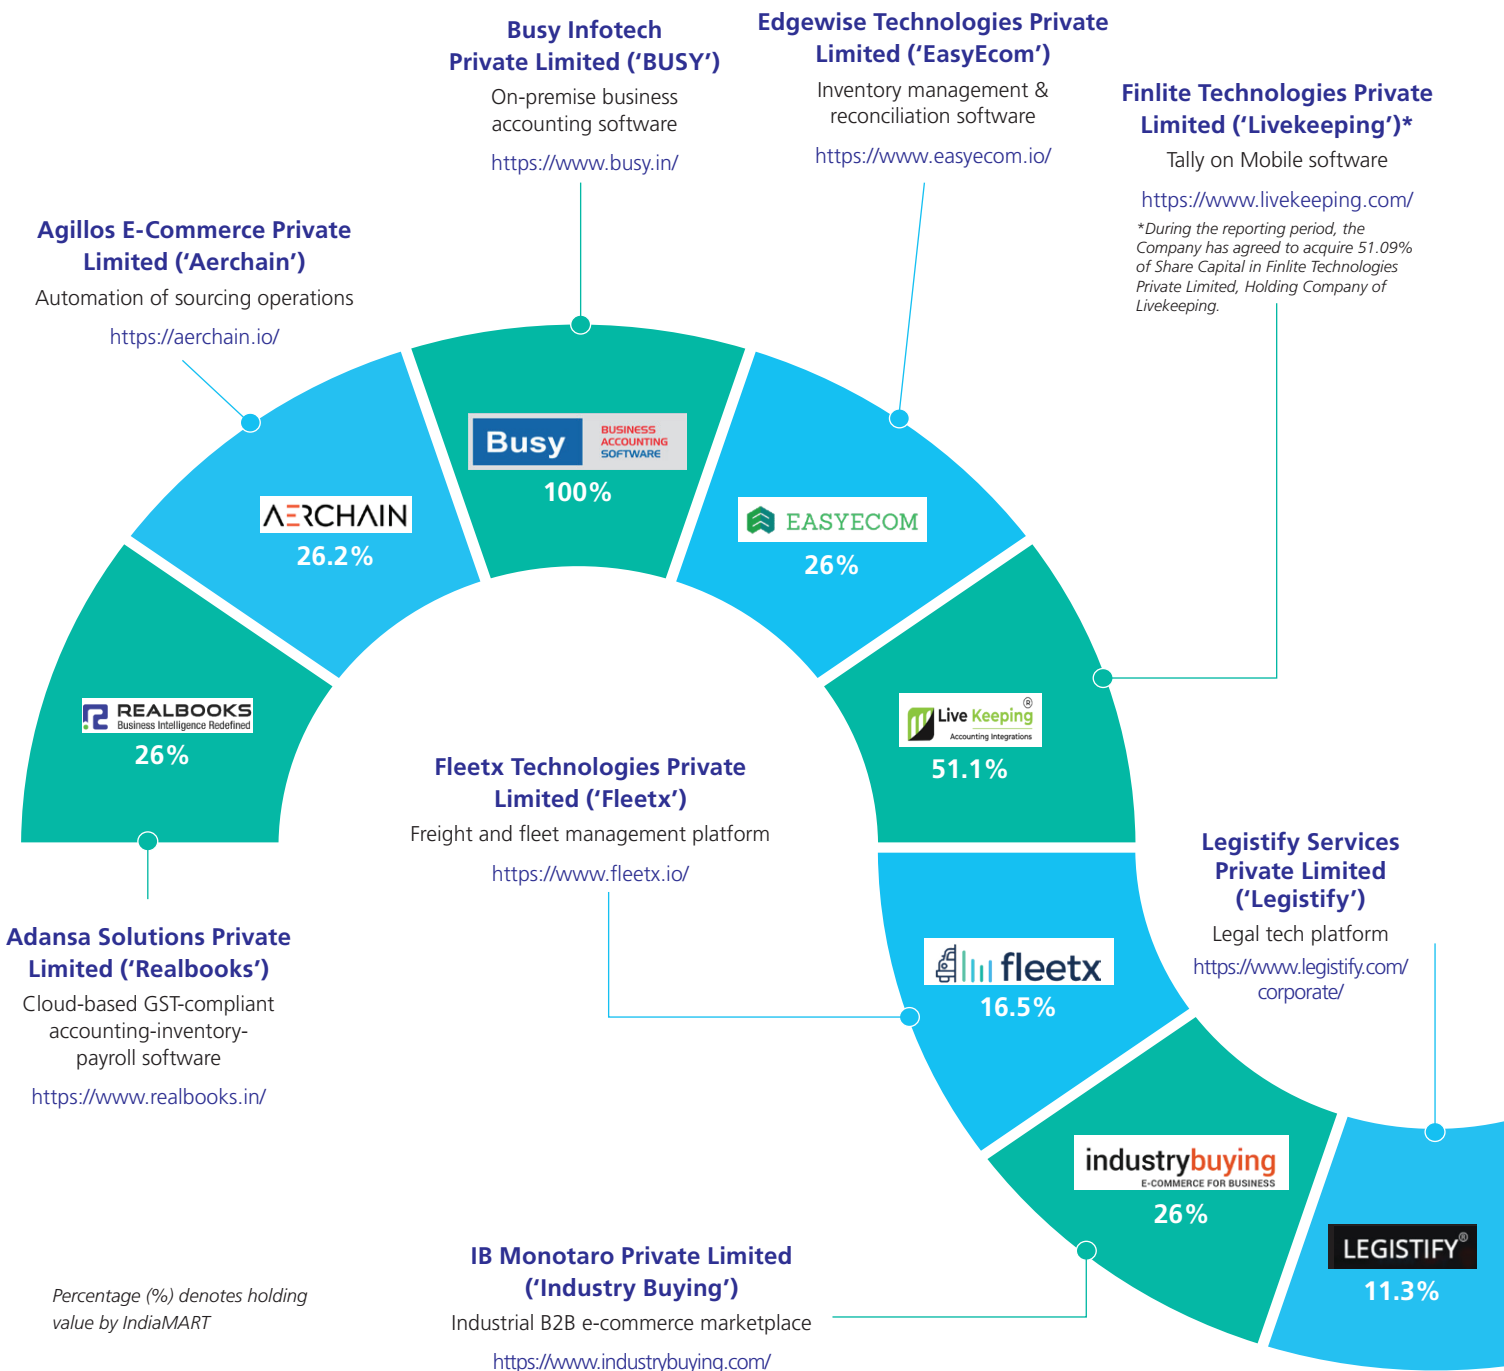 Busy Infotech
Private Limited (‘BUSY’)
On-premise business
accounting software
https://www.busy.in/
Edgewise Technologies Private
Limited (‘EasyEcom’)
Inventory management &
reconciliation software
https://www.easyecom.io/
Finlite Technologies Private
Limited (‘Livekeeping’)*
Tally on Mobile software
https://www.livekeeping.com/
*During the reporting period, the
Company has agreed to acquire 51.09%
of Share Capital in Finlite Technologies
Private Limited, Holding Company of
Livekeeping.
Agillos E-Commerce Private
Limited (‘Aerchain’)
Automation of sourcing operations
https://aerchain.io/
Busy
BUSINESS
ACCOUNTING
SOFTWARE
100%
AERCHAIN
26.2%
EASYECOM
26%
REALBOOKS
Business Intelligence Redefined
26%
Live Keeping®
Accounting Integrations
51.1%
Fleetx Technologies Private
Limited (‘Fleetx’)
Freight and fleet management platform
https://www.fleetx.io/
Legistify Services
Private Limited
(‘Legistify’)
Legal tech platform
https://www.legistify.com/
corporate/
Adansa Solutions Private
Limited (‘Realbooks’)
Cloud-based GST-compliant
accounting-inventory-
payroll software
https://www.realbooks.in/
fleetx
16.5%
industrybuying
E-COMMERCE FOR BUSINESS
26%
LEGISTIFY®
11.3%
IB Monotaro Private Limited
(‘Industry Buying’)
Industrial B2B e-commerce marketplace
https://www.industrybuying.com/
Percentage (%) denotes holding
value by IndiaMART